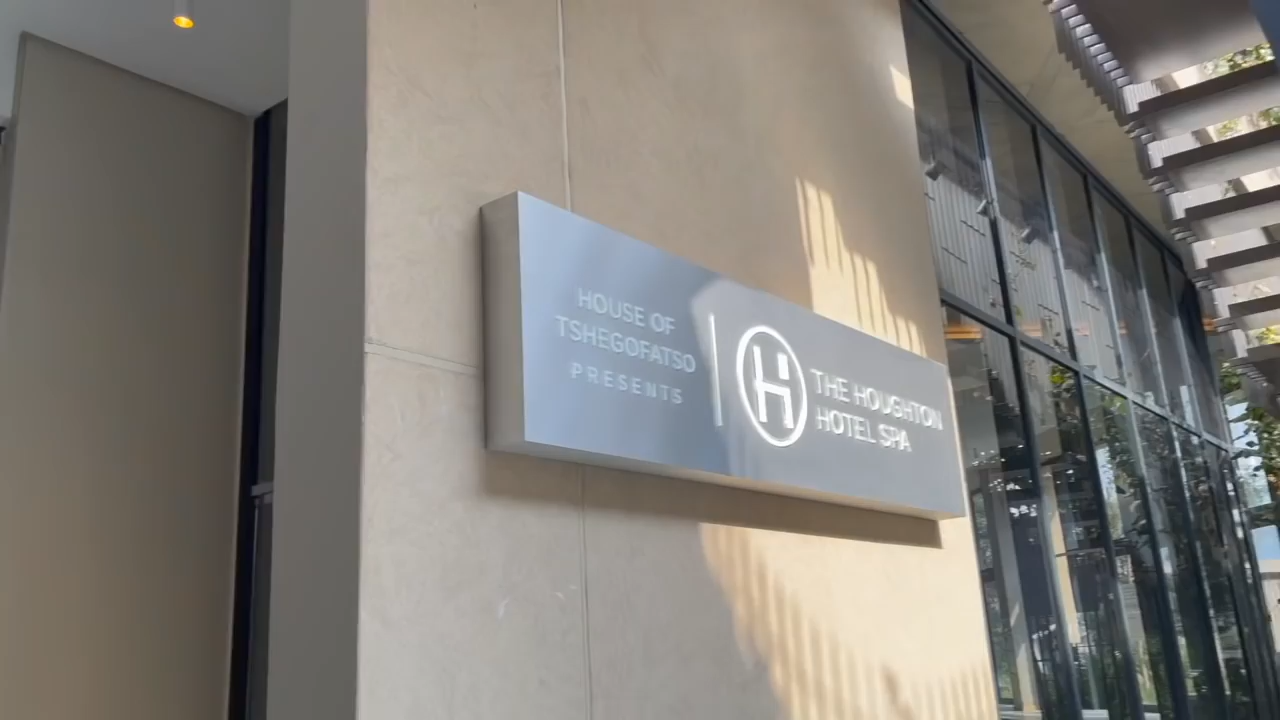 HOUSE OF
TSHEGOFATSO
PRESENTS
H
THE HOUGHTON
HOTEL SPA